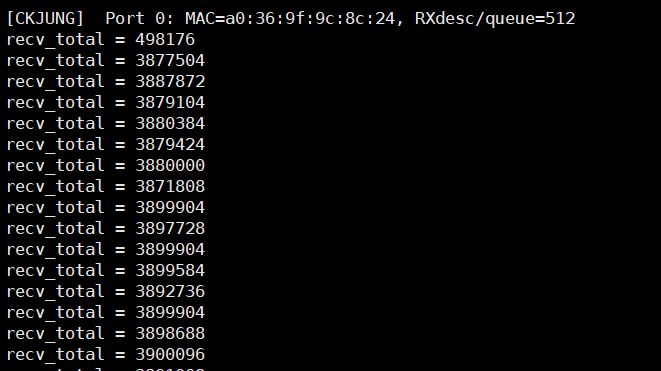 [CKJUNG]  Port 0: MAC=a0:36:9f:9c:8c:24, RXdesc/queue=512
recv_total = 498176
recv_total = 3877504
recv_total = 3887872
recv_total = 3879104
recv_total = 3880384
recv_total = 3879424
recv_total = 3880000
recv_total = 3871808
recv_total = 3899904
recv_total = 3897728
recv_total = 3899904
recv_total = 3899584
recv_total = 3892736
recv_total = 3899904
recv_total = 3898688
recv_total = 3900096